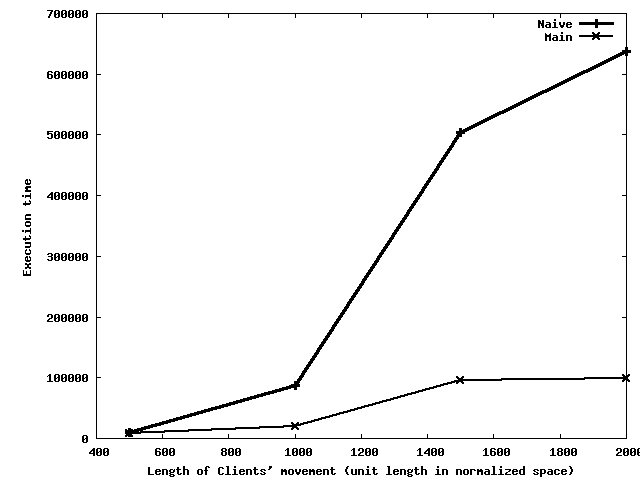 700000
600000
500000
400000
300000
200000
100000
0
Execution time
Naive
Main
400 600 800 1000 1200 1400 1600 1800 2000
Length of Clients' movement (unit length in normalized space)